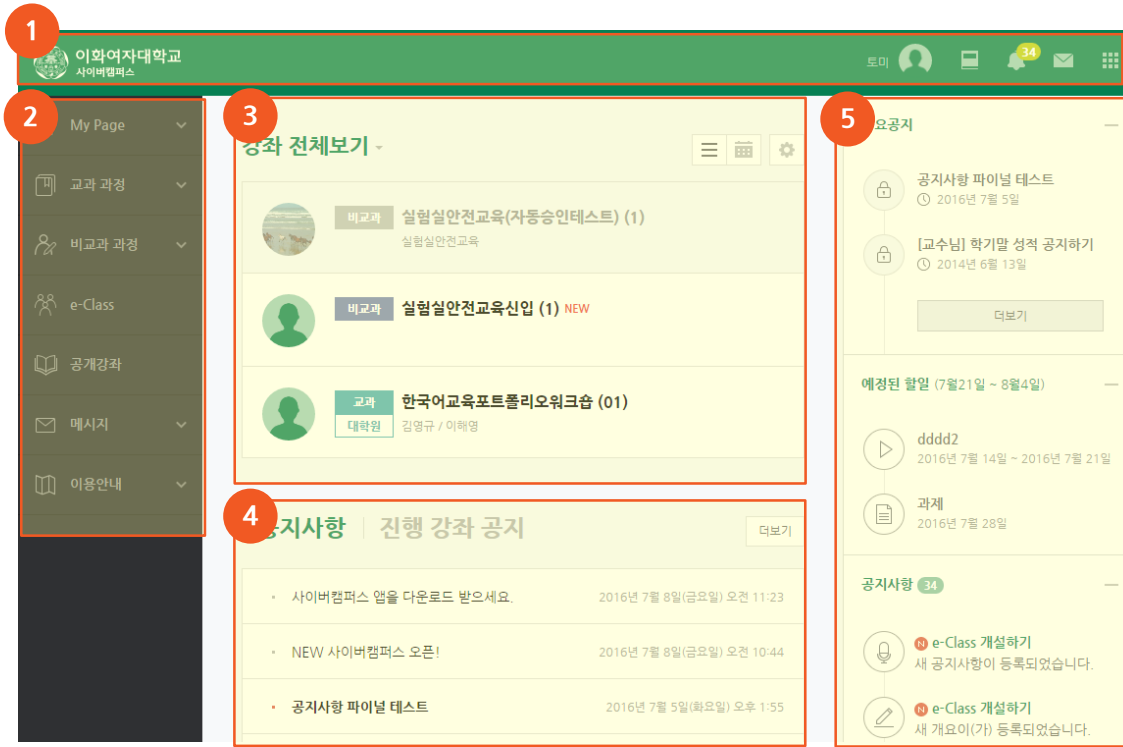 1
이화여자대학교
사이버캠퍼스
토미
34
2
My Page
교과 과정
비교과 과정
e-Class
공개강좌
메시지
이용안내
3
강좌 전체보기
비교과 실험실안전교육(자동승인테스트) (1)
실험실안전교육
비교과 실험실안전교육신입 (1) NEW
교과 한국어교육포트폴리오워크숍 (01)
대학원 김영규 / 이해영
4
공지사항 진행 강좌 공지
더보기
사이버캠퍼스 앱을 다운로드 받으세요. 2016년 7월 8일(금요일) 오전 11:23
NEW 사이버캠퍼스 오픈! 2016년 7월 8일(금요일) 오전 10:44
공지사항 파이널 테스트 2016년 7월 5일(화요일) 오후 1:55
5
요공지
공지사항 파이널 테스트
2016년 7월 5일
[교수님] 학기말 성적 공지하기
2014년 6월 13일
더보기
예정된 할일 (7월21일 ~ 8월4일)
dddd2
2016년 7월 14일 ~ 2016년 7월 21일
과제
2016년 7월 28일
공지사항 34
N e-Class 개설하기
새 공지사항이 등록되었습니다.
N e-Class 개설하기
새 개요이(가) 등록되었습니다.